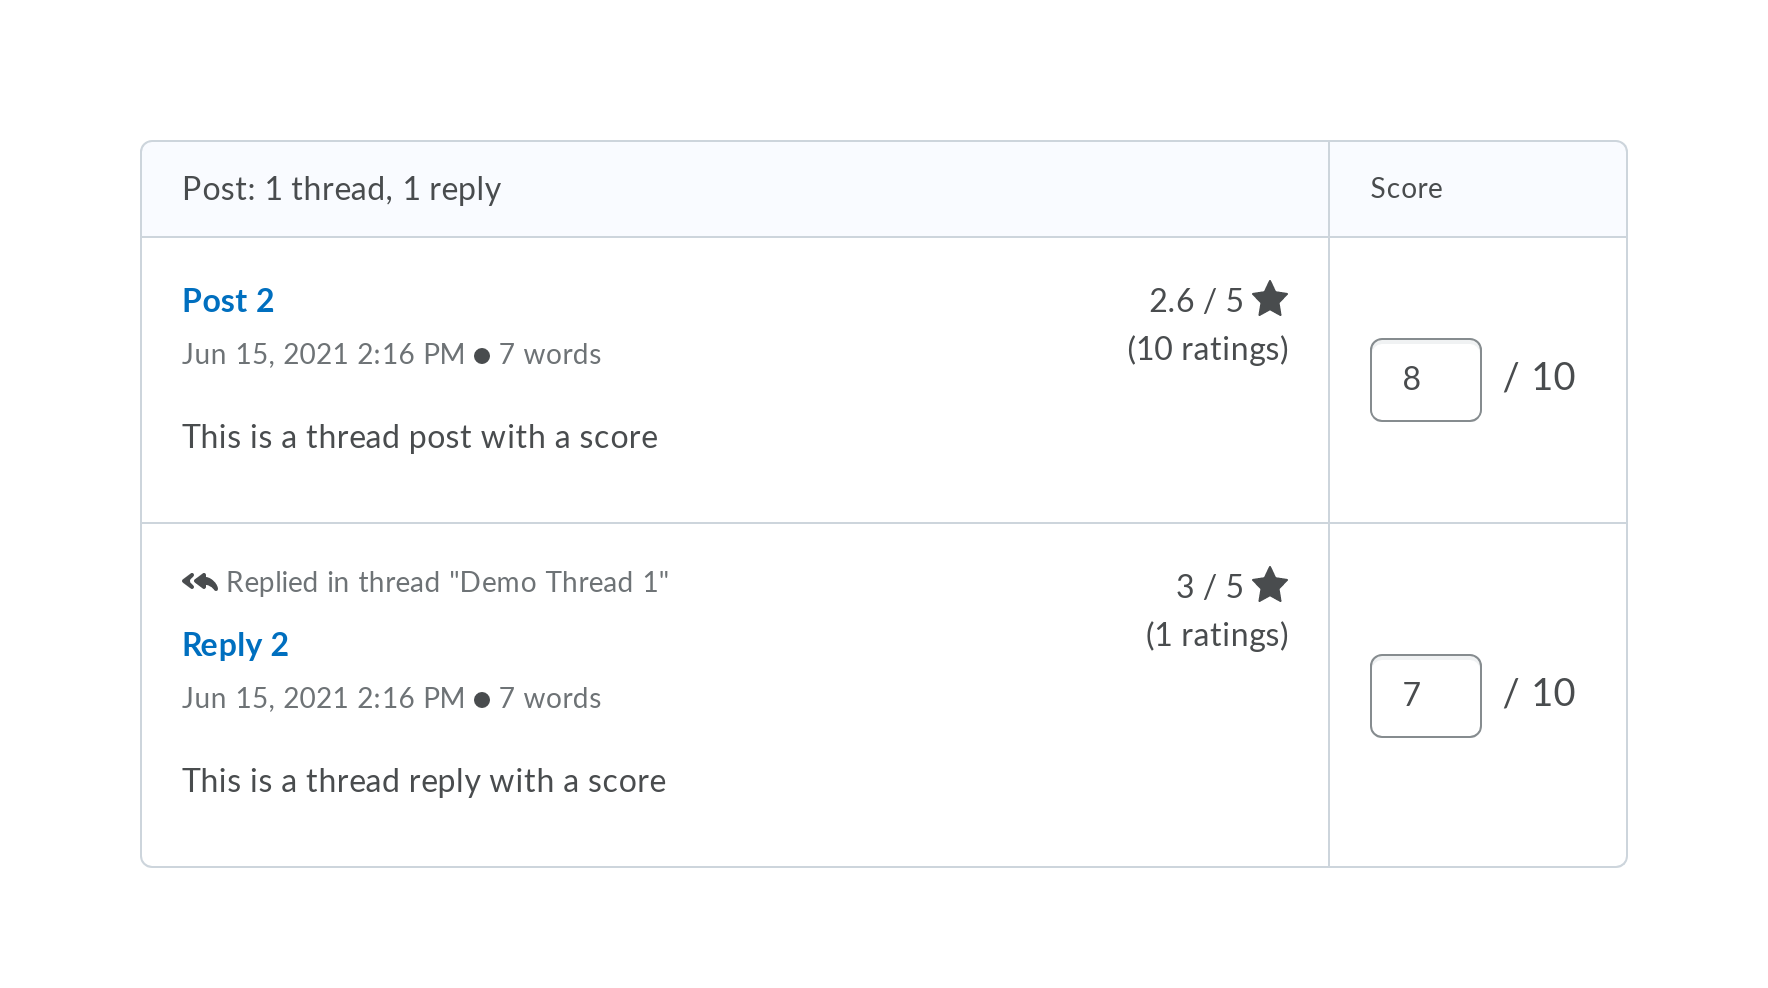 Post: 1 thread, 1 reply
Score
Post 2
2.6 / 5
Jun 15, 2021 2:16 PM ● 7 words
(10 ratings)
8 / 10
This is a thread post with a score
Replied in thread "Demo Thread 1"
3 / 5
Reply 2
(1 ratings)
Jun 15, 2021 2:16 PM ● 7 words
7 / 10
This is a thread reply with a score